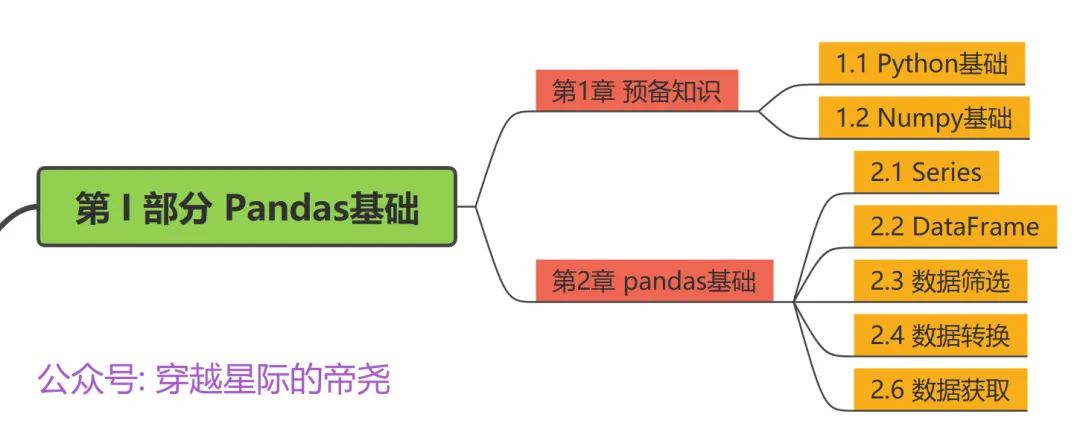 第 I 部分 Pandas基础
第1章 预备知识
1.1 Python基础
1.2 Numpy基础
第2章 pandas基础
2.1 Series
2.2 DataFrame
2.3 数据筛选
2.4 数据转换
2.6 数据获取
公众号: 穿越星际的帝尧